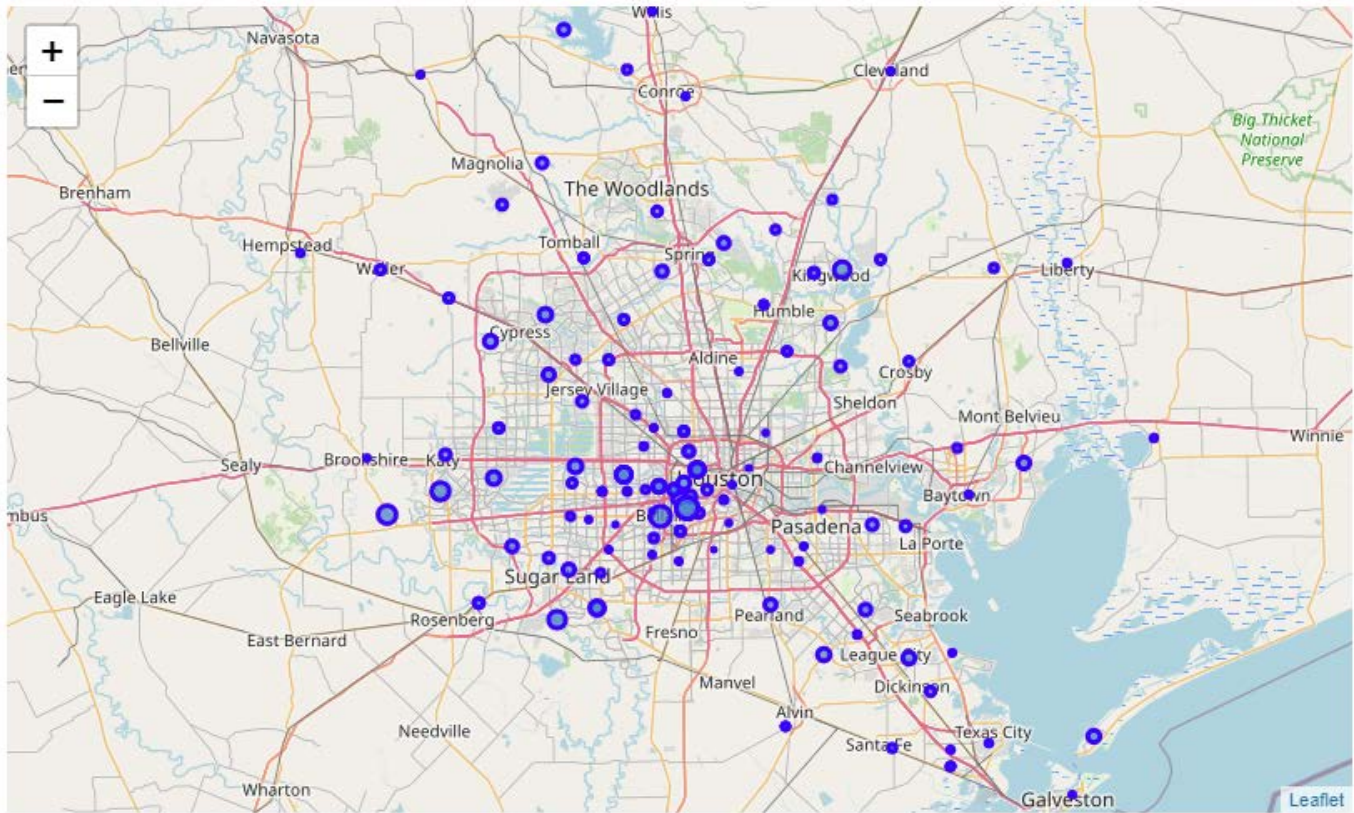 Willis
Navasota
+
−
Cleveland
Conroe
Big Thicket
National
Preserve
Magnolia
Brenham
The Woodlands
Hempstead
Tomball
Spring
Waller
Kingwood
Liberty
Humble
Cypress
Bellville
Aldine
Crosby
Jersey Village
Sheldon
Mont Belvieu
Winnie
Sealy
Brookshire
Katy
Channelview
Houston
Baytown
mbus
Pasadena
La Porte
Sugar Land
Eagle Lake
Rosenberg
Pearland
Seabrook
East Bernard
Fresno
League City
Manvel
Dickinson
Alvin
Needville
Santa Fe
Texas City
Wharton
Galveston
Leaflet